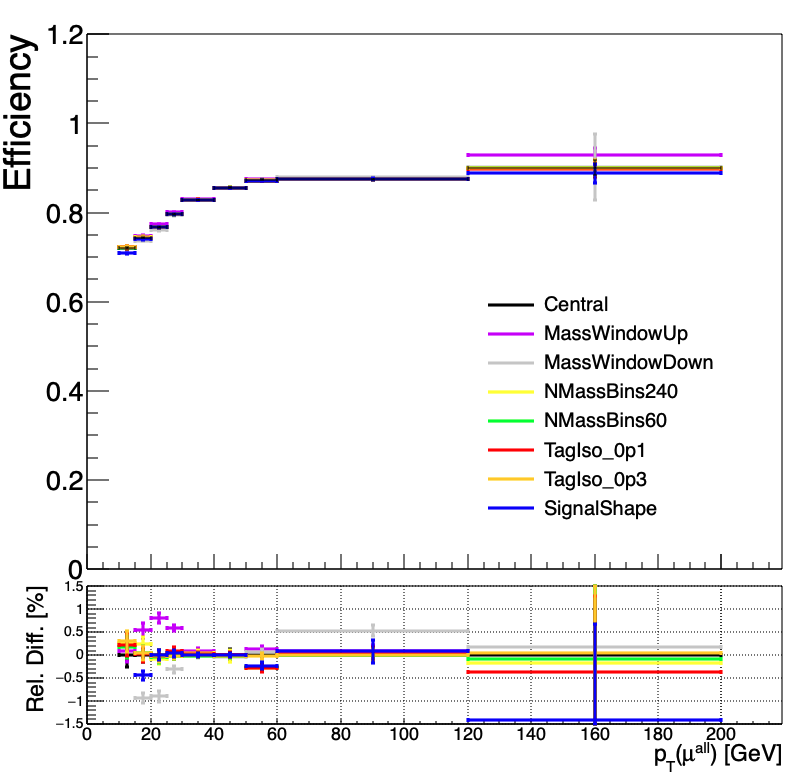 Efficiency
1.2
1
0.8
0.6
0.4
0.2
0
Central
MassWindowUp
MassWindowDown
NMassBins240
NMassBins60
TagIso_0p1
TagIso_0p3
SignalShape
Rel. Diff. [%]
1.5
1
0.5
0
−0.5
−1
−1.5
0 20 40 60 80 100 120 140 160 180 200
p_T(μ^all) [GeV]